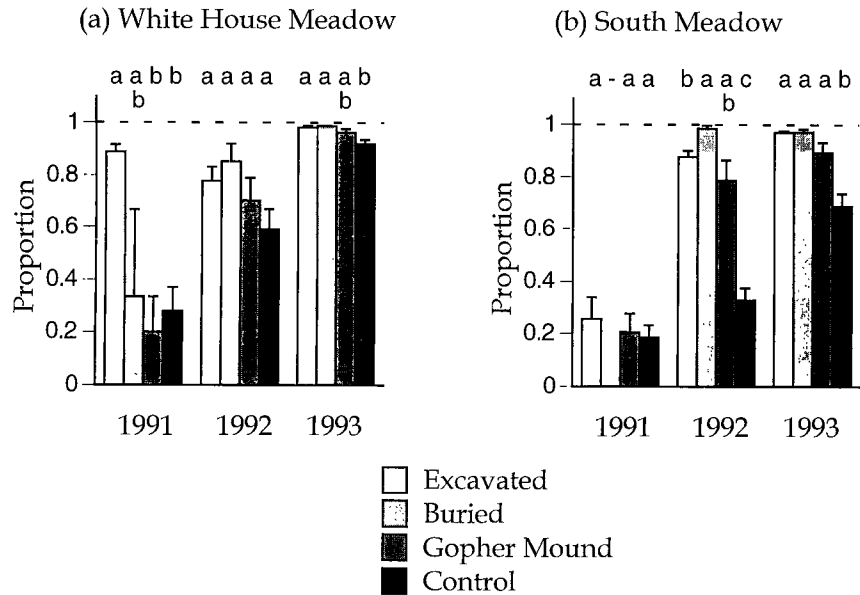 (a) White House Meadow
a a b b a a a a a a a b
b b
1
0.8
0.6
0.4
0.2
0
Proportion
1991 1992 1993
(b) South Meadow
a - a a b a a c a a a b
b
1
0.8
0.6
0.4
0.2
0
Proportion
1991 1992 1993
Excavated
Buried
Gopher Mound
Control